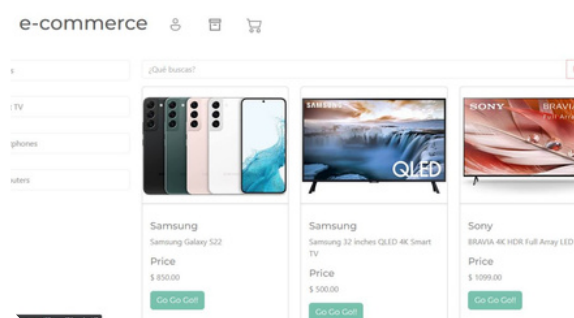 e-commerce
¿Qué buscas?
TV
SAMSUNG
QLED
SONY
BRAVIA
Samsung
Samsung Galaxy S22
Price
$ 850.00
Go Go Go!!
Samsung
Samsung 32 inches QLED 4K Smart
TV
Price
$ 500.00
Go Go Go!!
Sony
BRAVIA 4K HDR Full Array LED
Price
$ 1099.00
Go Go Go!!